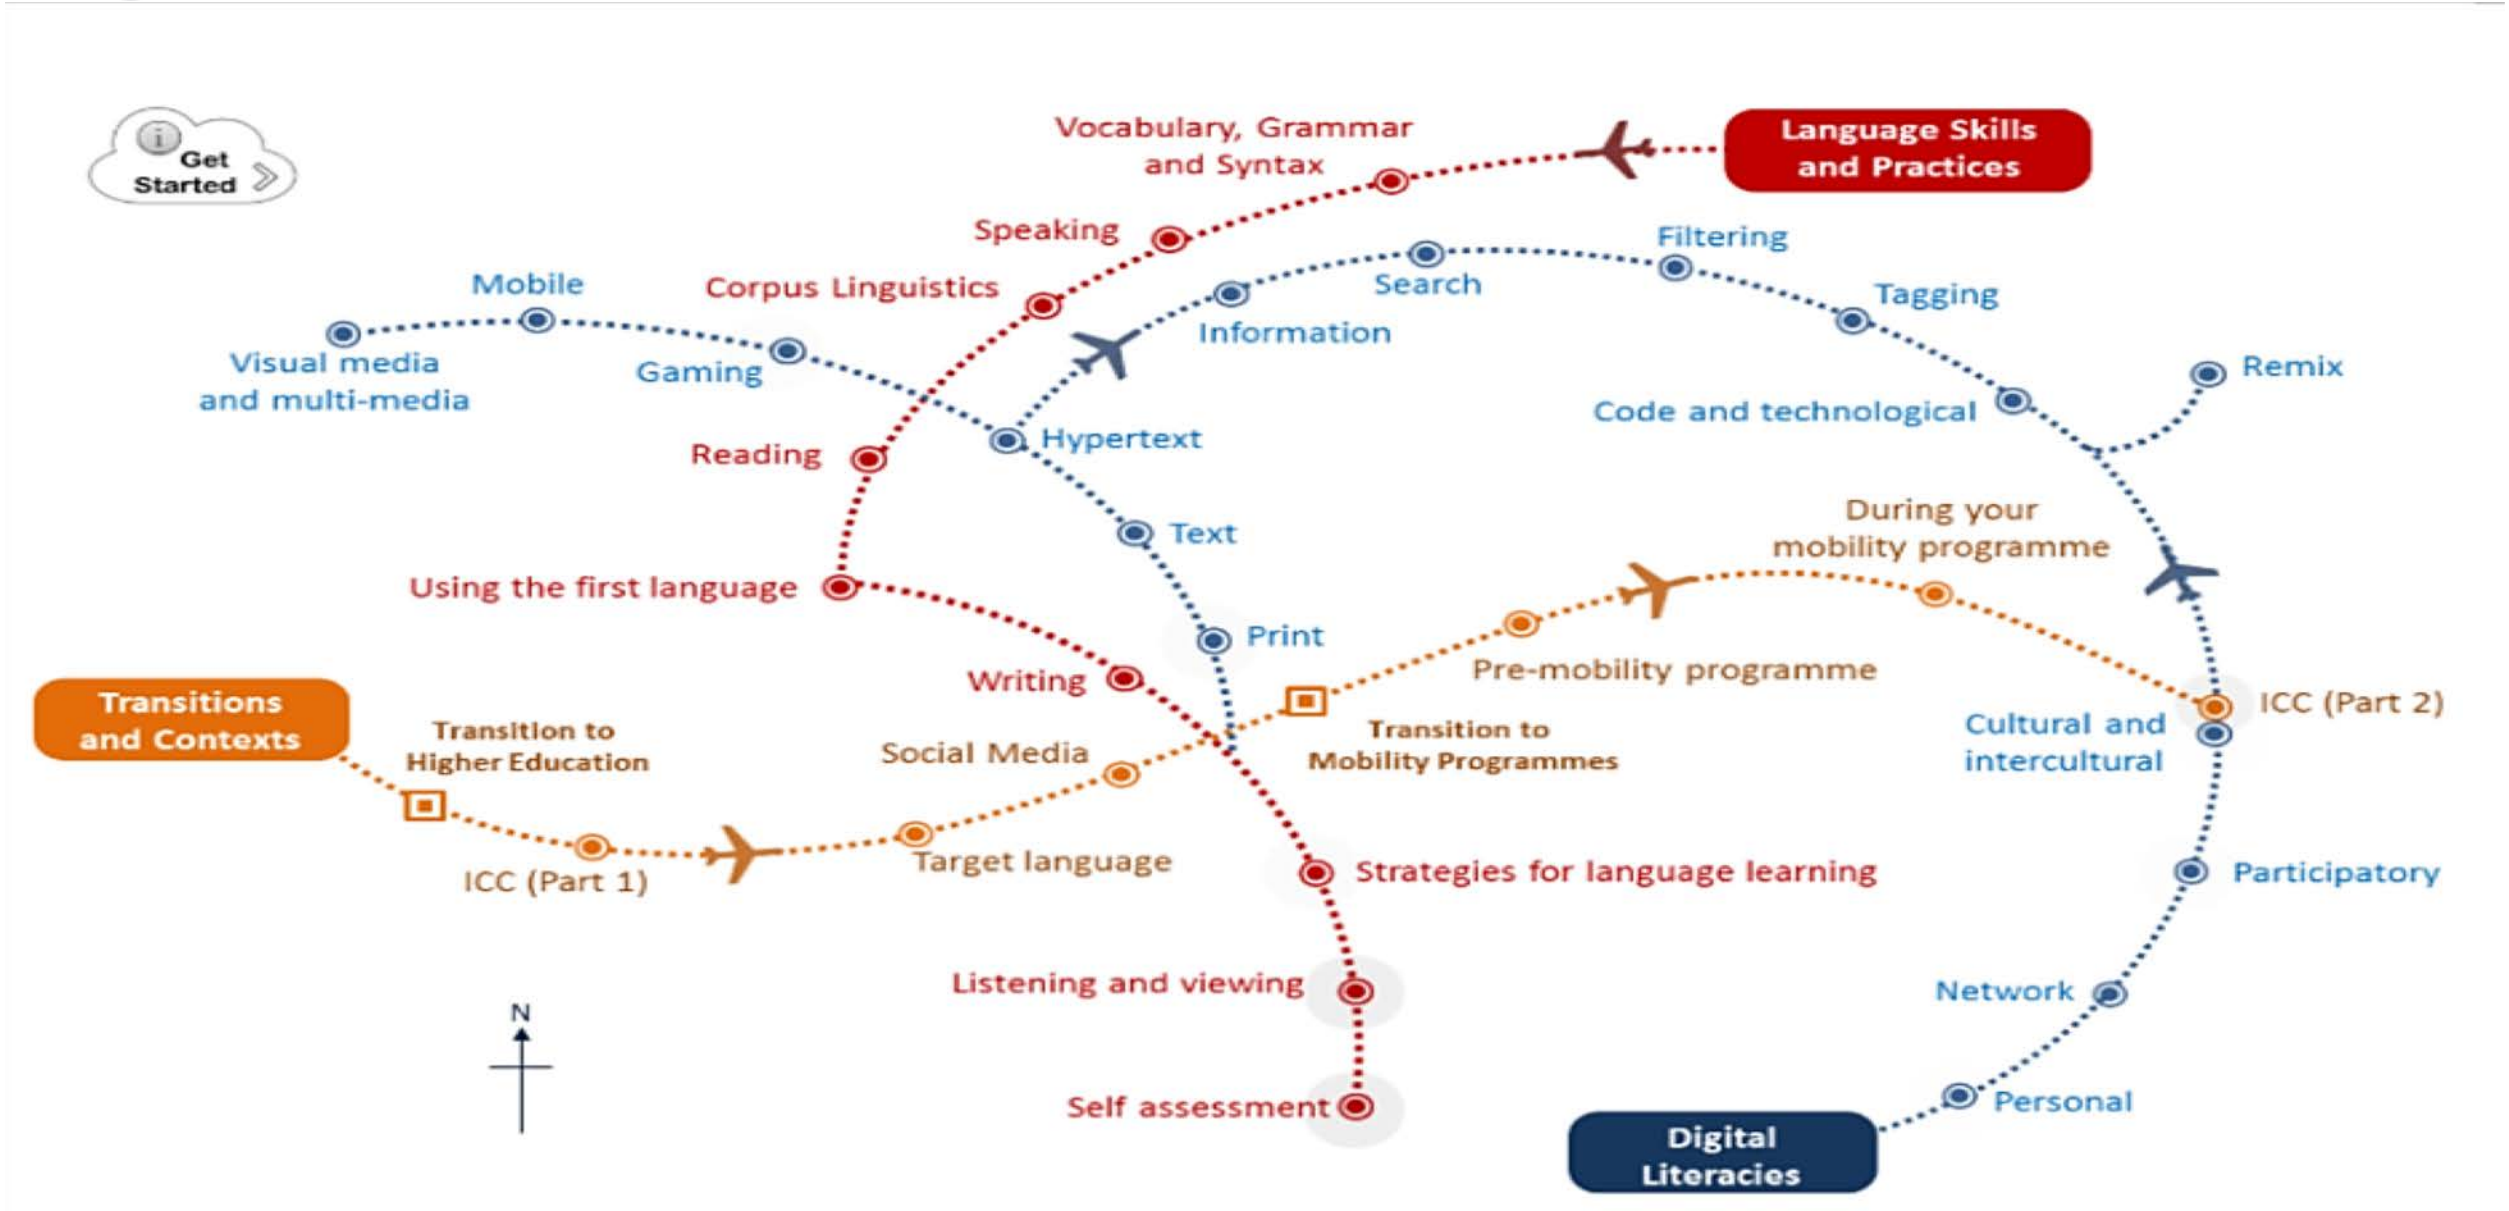 Get
Started
Vocabulary, Grammar
and Syntax
Language Skills
and Practices
Speaking
Filtering
Mobile
Corpus Linguistics
Search
Tagging
Information
Visual media
and multi-media
Gaming
Remix
Code and technological
Hypertext
Reading
During your
mobility programme
Text
Using the first language
Print
Writing
Pre-mobility programme
Transitions
and Contexts
Transition to
Higher Education
Social Media
Transition to
Mobility Programmes
ICC (Part 2)
Cultural and
intercultural
Target language
ICC (Part 1)
Strategies for language learning
Participatory
Listening and viewing
Network
N
Self assessment
Personal
Digital
Literacies